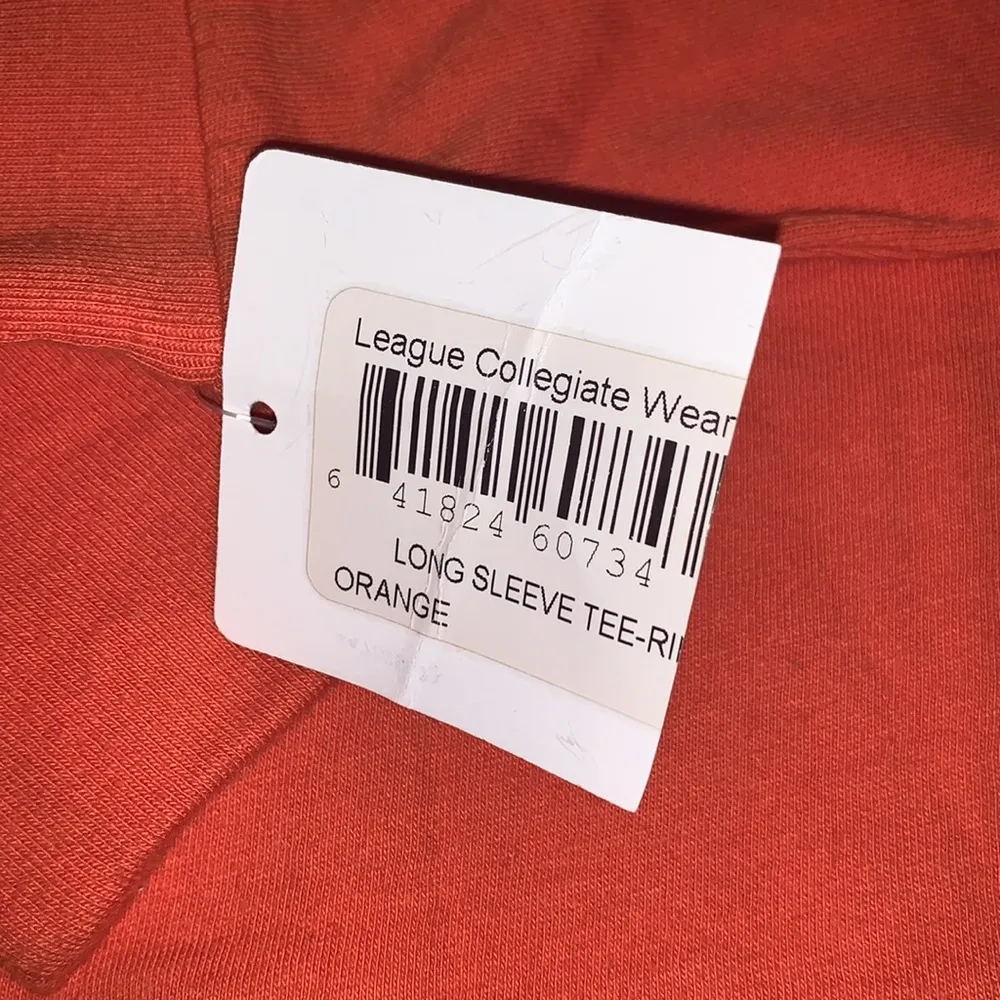 League Collegiate Wear
6 41824 60734
LONG SLEEVE TEE-RI
ORANGE